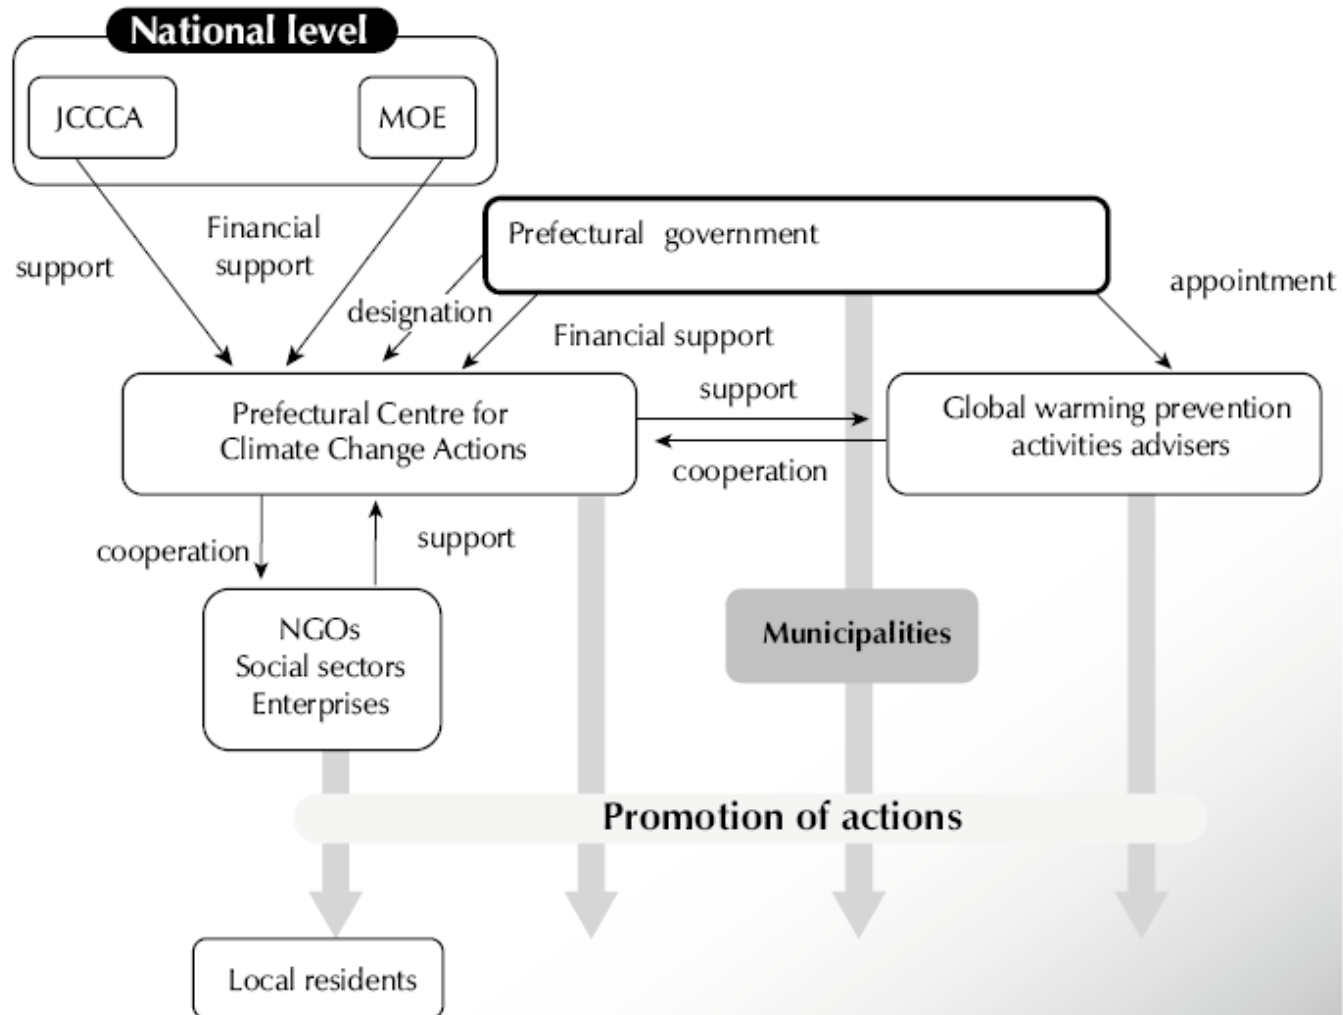 National level
JCCCA
MOE
Prefectural government
Financial
support
support
appointment
designation
Financial support
support
Prefectural Centre for
Climate Change Actions
Global warming prevention
activities advisers
cooperation
support
cooperation
NGOs
Social sectors
Enterprises
Municipalities
Promotion of actions
Local residents